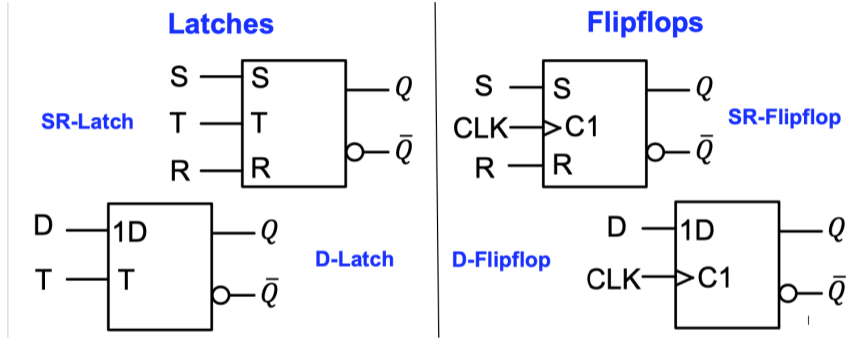 Latches
S S Q
SR-Latch T T
R R Q̄
D 1D Q
D-Latch
T T Q̄
Flipflops
S S Q
SR-Flipflop
CLK C1
R R Q̄
D 1D Q
D-Flipflop
CLK C1 Q̄